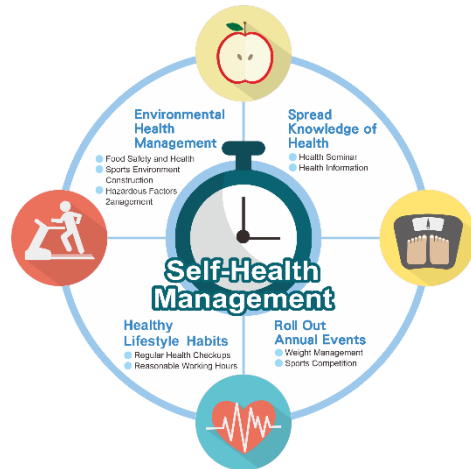 Environmental
Health
Management
Food Safety and Health
Sports Environment
Construction
Hazardous Factors
2anagement
Spread
Knowledge of
Health
Health Seminar
Health Information
Self-Health
Management
Healthy
Lifestyle Habits
Regular Health Checkups
Reasonable Working Hours
Roll Out
Annual Events
Weight Management
Sports Competition